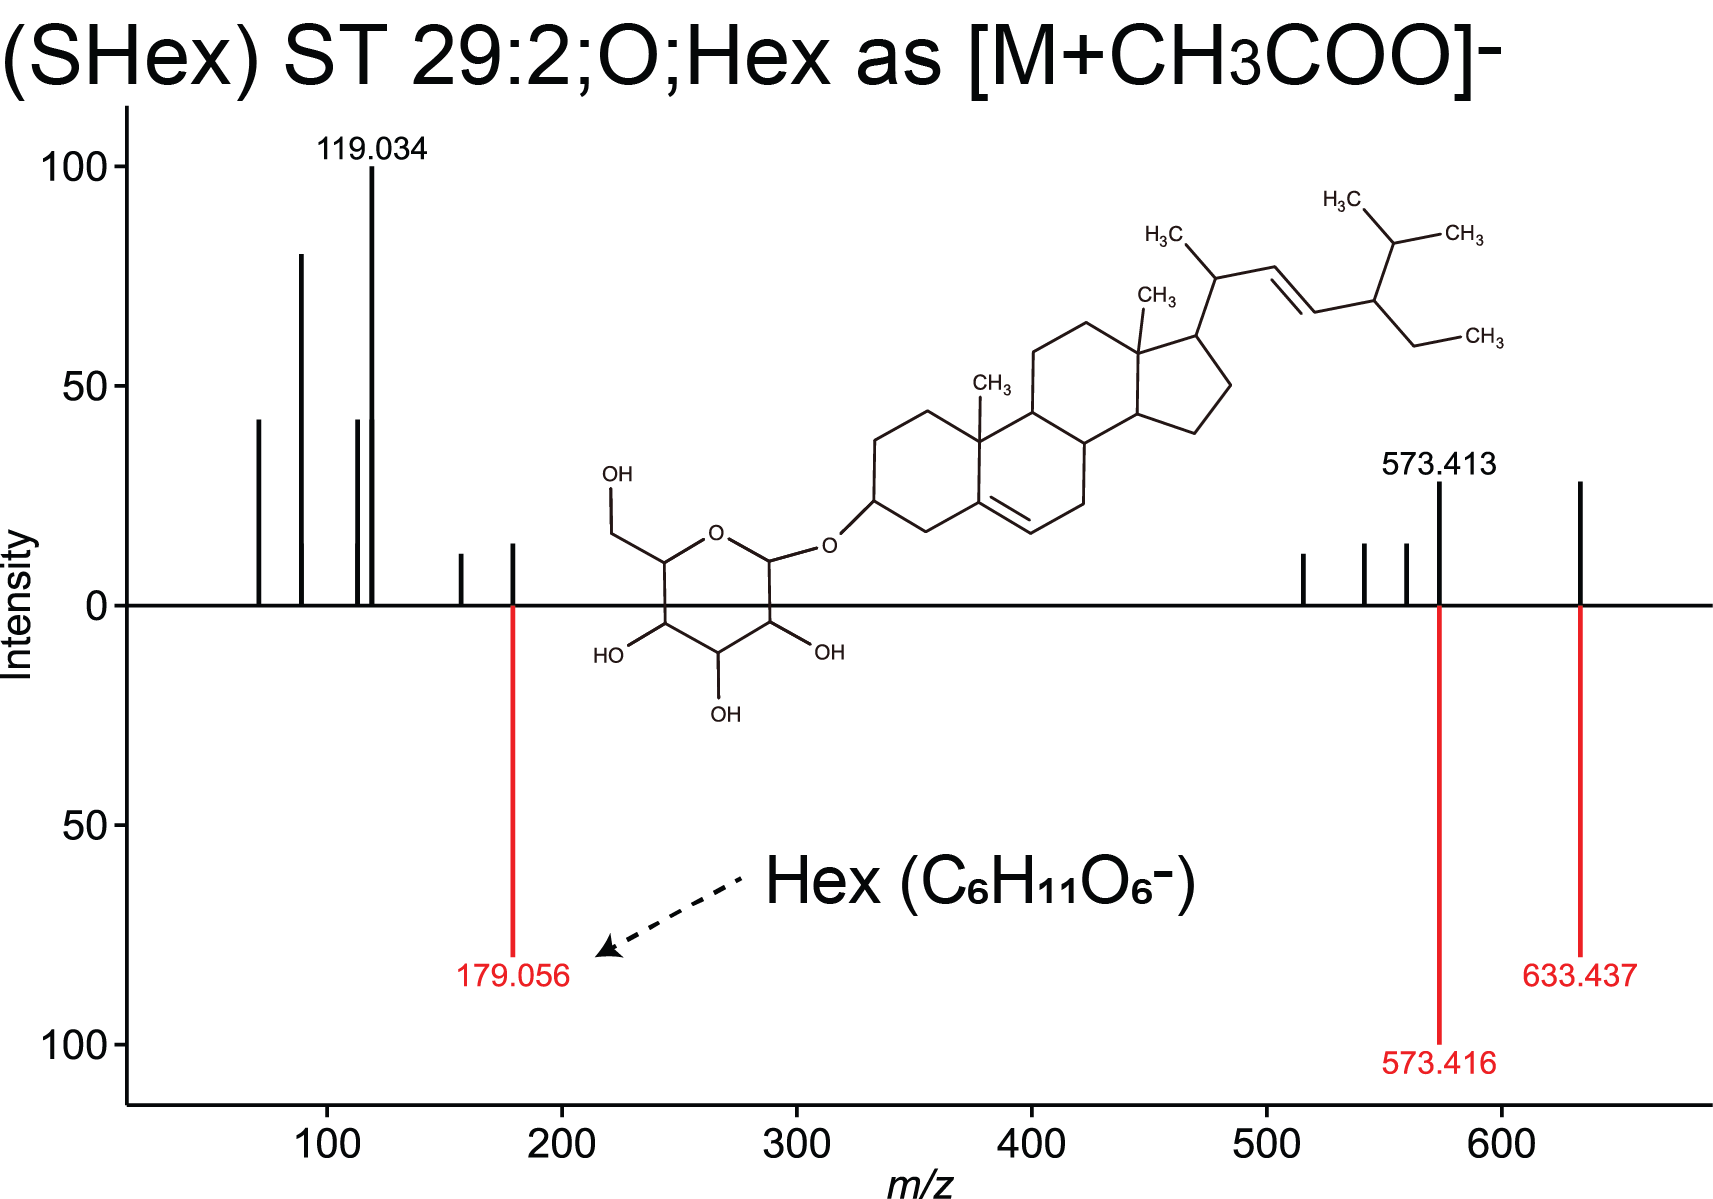 (SHex) ST 29:2;O;Hex as [M+CH3COO]-
119.034
100
50
0
50
100
Intensity
H₃C
CH₃
H₃C
CH₃
CH₃
CH₃
OH
O
O
HO
OH
OH
573.413
Hex (C₆H₁₁O₆-)
179.056
633.437
573.416
100
200
300
400
500
600
m/z